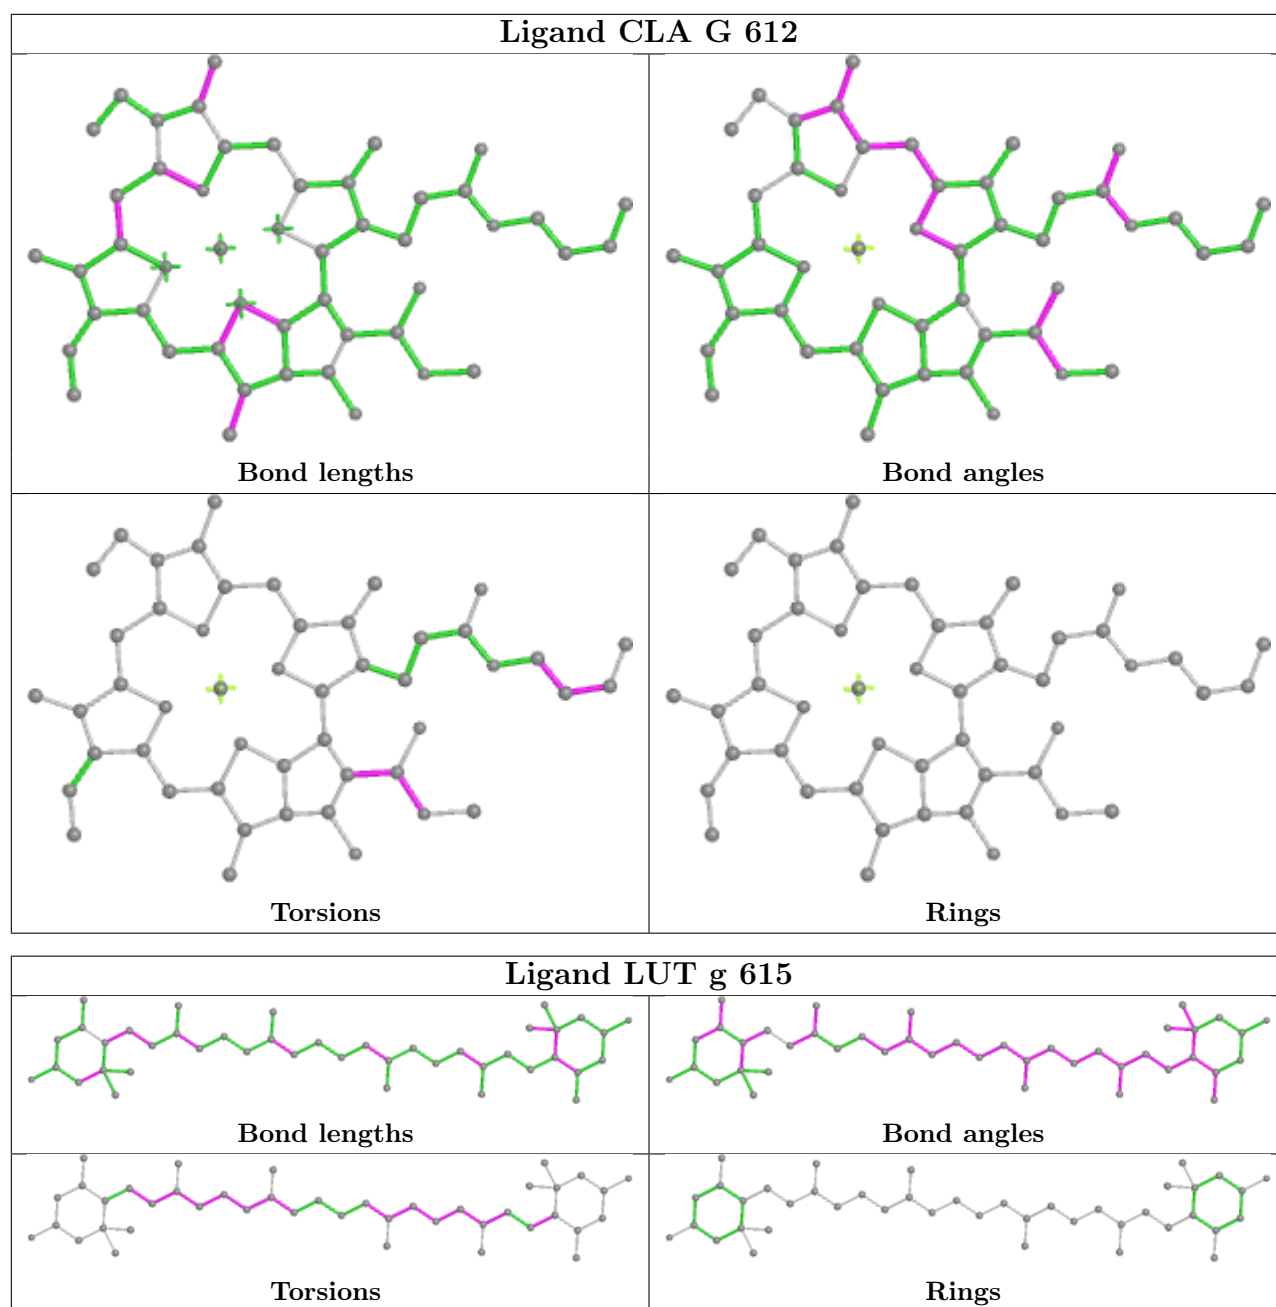 Ligand CLA G 612
Bond lengths
Bond angles
Torsions
Rings
Ligand LUT g 615
Bond lengths
Bond angles
Torsions
Rings